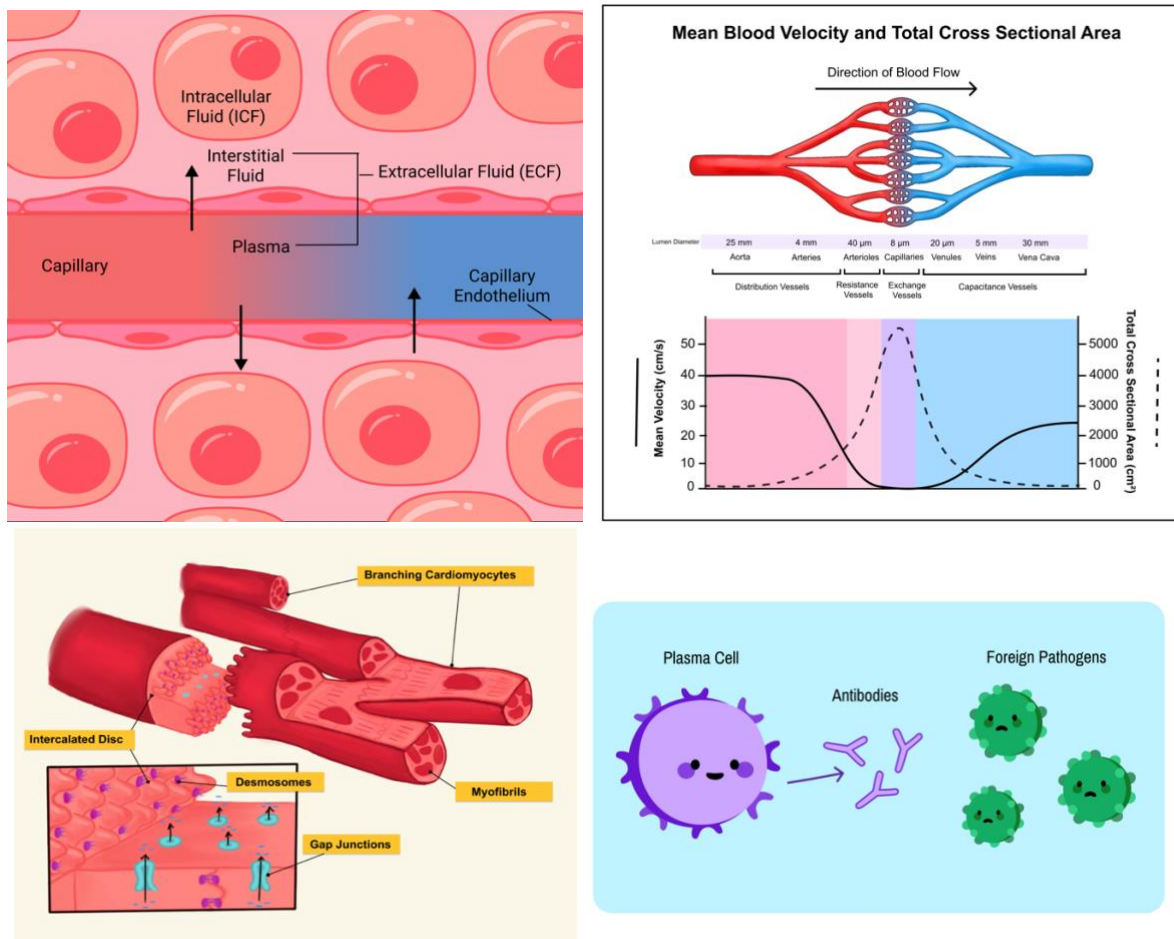 Intracellular
Fluid (ICF)
Interstitial
Fluid
Extracellular Fluid (ECF)
Plasma
Capillary
Capillary
Endothelium
Mean Blood Velocity and Total Cross Sectional Area
Direction of Blood Flow
Lumen Diameter
25 mm 4 mm 40 µm 8 µm 20 µm 5 mm 30 mm
Aorta Arteries Arterioles Capillaries Venules Veins Vena Cava
Distribution Vessels
Resistance
Vessels
Exchange
Vessels
Capacitance Vessels
Mean Velocity (cm/s)
50
40
30
20
10
0
5000
4000
3000
2000
1000
0
Total Cross Sectional Area (cm²)
Branching Cardiomyocytes
Intercalated Disc
Desmosomes
Myofibrils
Gap Junctions
Plasma Cell
Antibodies
Foreign Pathogens